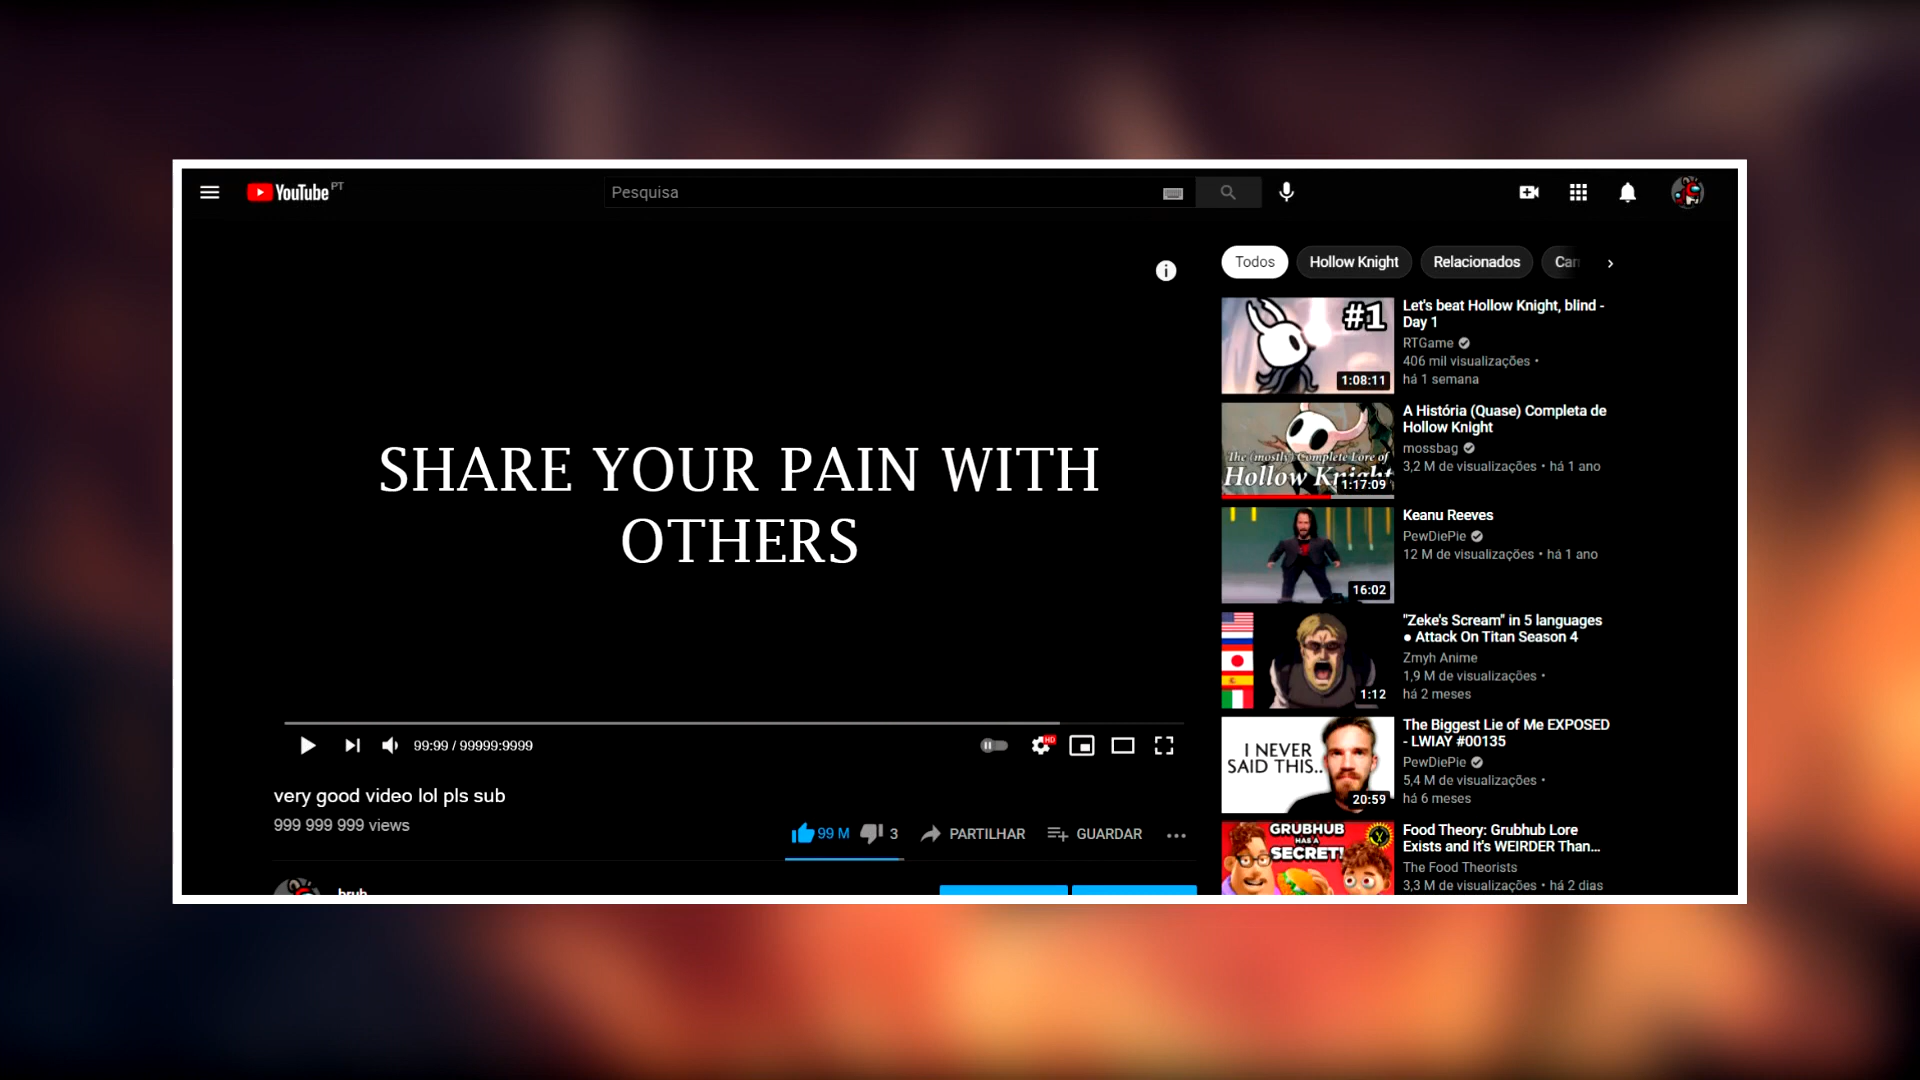 YouTube PT
Pesquisa
Todos
Hollow Knight
Relacionados
SHARE YOUR PAIN WITH
OTHERS
99:99 / 99999:9999
HD
very good video lol pls sub
999 999 999 views
99 M
3
PARTILHAR
GUARDAR
bruh
#1
1:08:11
Let's beat Hollow Knight, blind -
Day 1
RTGame
406 mil visualizações •
há 1 semana
The (mostly) Complete Lore of
Hollow Knight
1:17:09
A História (Quase) Completa de
Hollow Knight
mossbag
3,2 M de visualizações • há 1 ano
16:02
Keanu Reeves
PewDiePie
12 M de visualizações • há 1 ano
1:12
"Zeke's Scream" in 5 languages
● Attack On Titan Season 4
Zmyh Anime
1,9 M de visualizações •
há 2 meses
I NEVER
SAID THIS..
20:59
The Biggest Lie of Me EXPOSED
- LWIAY #00135
PewDiePie
5,4 M de visualizações •
há 6 meses
GRUBHUB
HAS A
SECRET!
Food Theory: Grubhub Lore
Exists and It's WEIRDER Than...
The Food Theorists
3,3 M de visualizações • há 2 dias